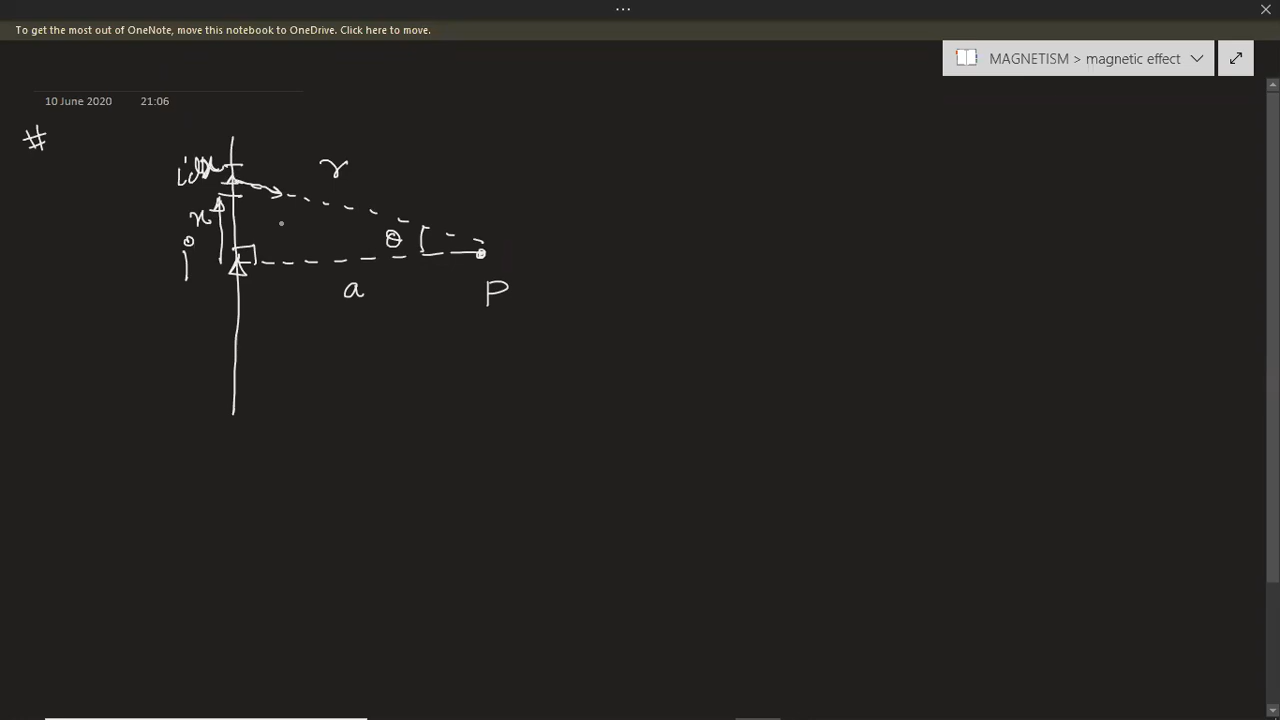 ...
To get the most out of OneNote, move this notebook to OneDrive. Click here to move.
MAGNETISM > magnetic effect
10 June 2020 21:06
#
idx
r
x
θ
i
a
P